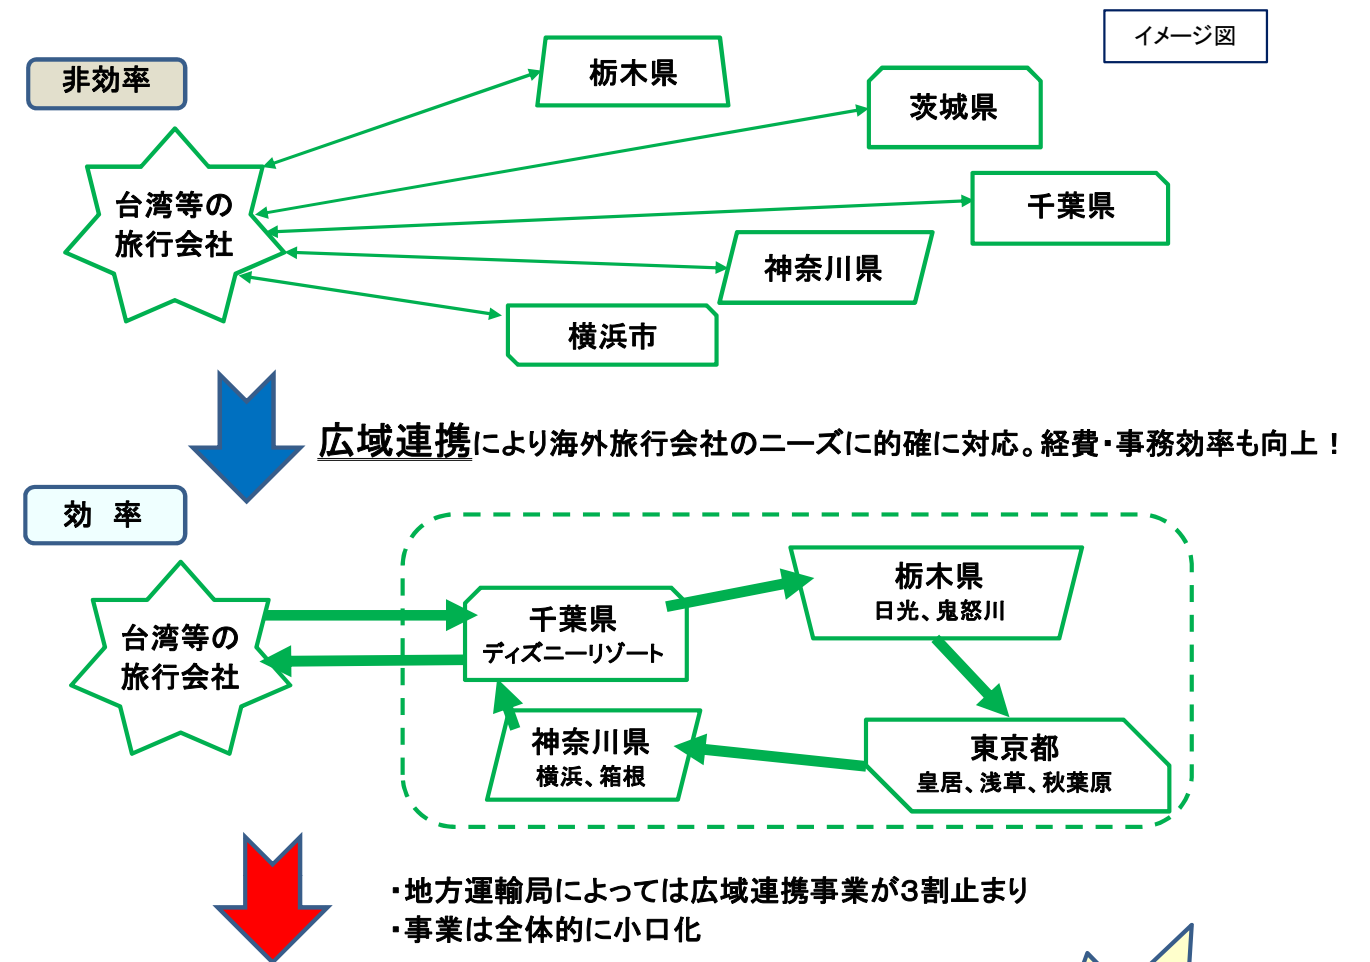 イメージ図
非効率
栃木県
茨城県
千葉県
台湾等の
旅行会社
神奈川県
横浜市
広域連携により海外旅行会社のニーズに的確に対応。経費・事務効率も向上！
効　率
栃木県
日光、鬼怒川
千葉県
ディズニーリゾート
台湾等の
旅行会社
神奈川県
横浜、箱根
東京都
皇居、浅草、秋葉原
・地方運輸局によっては広域連携事業が３割止まり
・事業は全体的に小口化